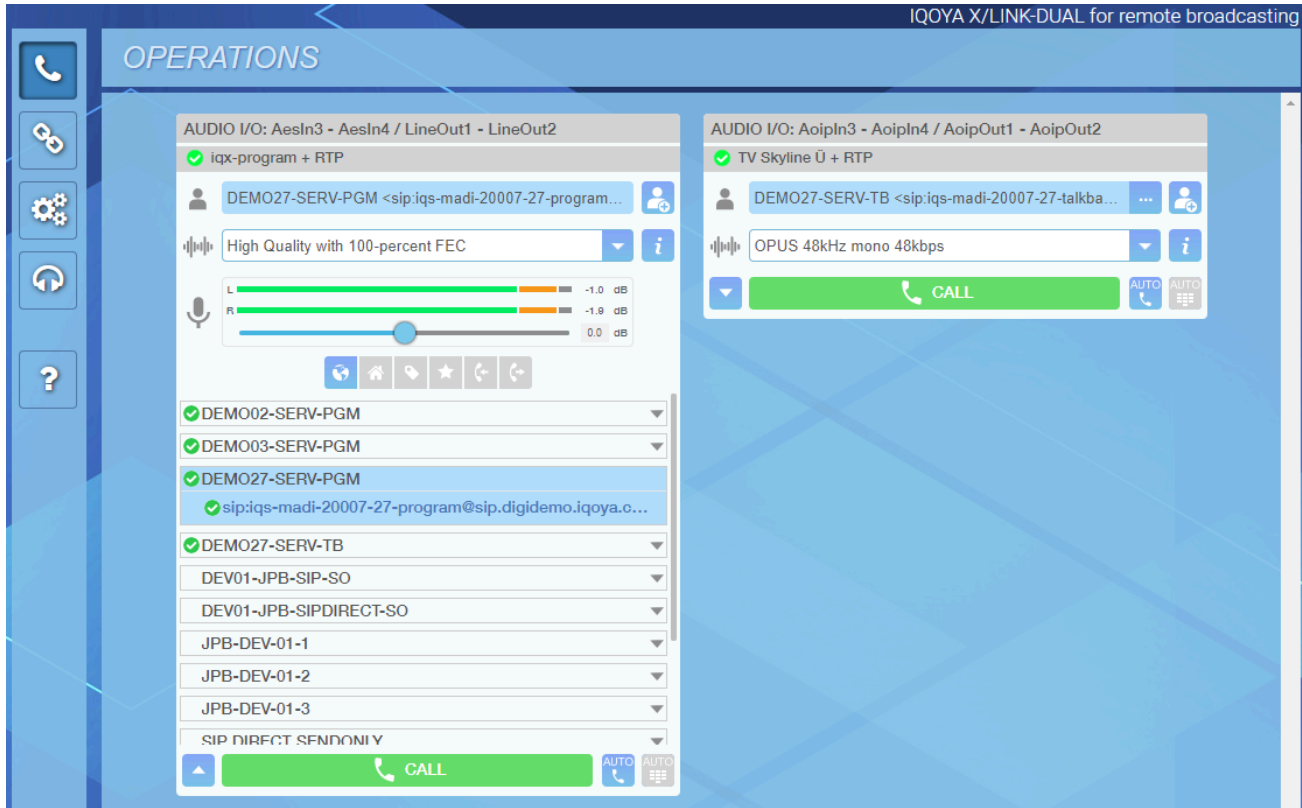 IQOYA X/LINK-DUAL for remote broadcasting
OPERATIONS
AUDIO I/O: AesIn3 - AesIn4 / LineOut1 - LineOut2
iqx-program + RTP
DEMO27-SERV-PGM <sip:iqs-madi-20007-27-program...
High Quality with 100-percent FEC
i
L -1.0 dB
R -1.9 dB
0.0 dB
DEMO02-SERV-PGM
DEMO03-SERV-PGM
DEMO27-SERV-PGM
sip:iqs-madi-20007-27-program@sip.digidemo.iqoya.c...
DEMO27-SERV-TB
DEV01-JPB-SIP-SO
DEV01-JPB-SIPDIRECT-SO
JPB-DEV-01-1
JPB-DEV-01-2
JPB-DEV-01-3
SIP DIRECT SENDONLY
CALL
AUTO
AUTO
AUDIO I/O: AoipIn3 - AoipIn4 / AoipOut1 - AoipOut2
TV Skyline Ü + RTP
DEMO27-SERV-TB <sip:iqs-madi-20007-27-talkba... ...
OPUS 48kHz mono 48kbps
i
CALL
AUTO
AUTO
?